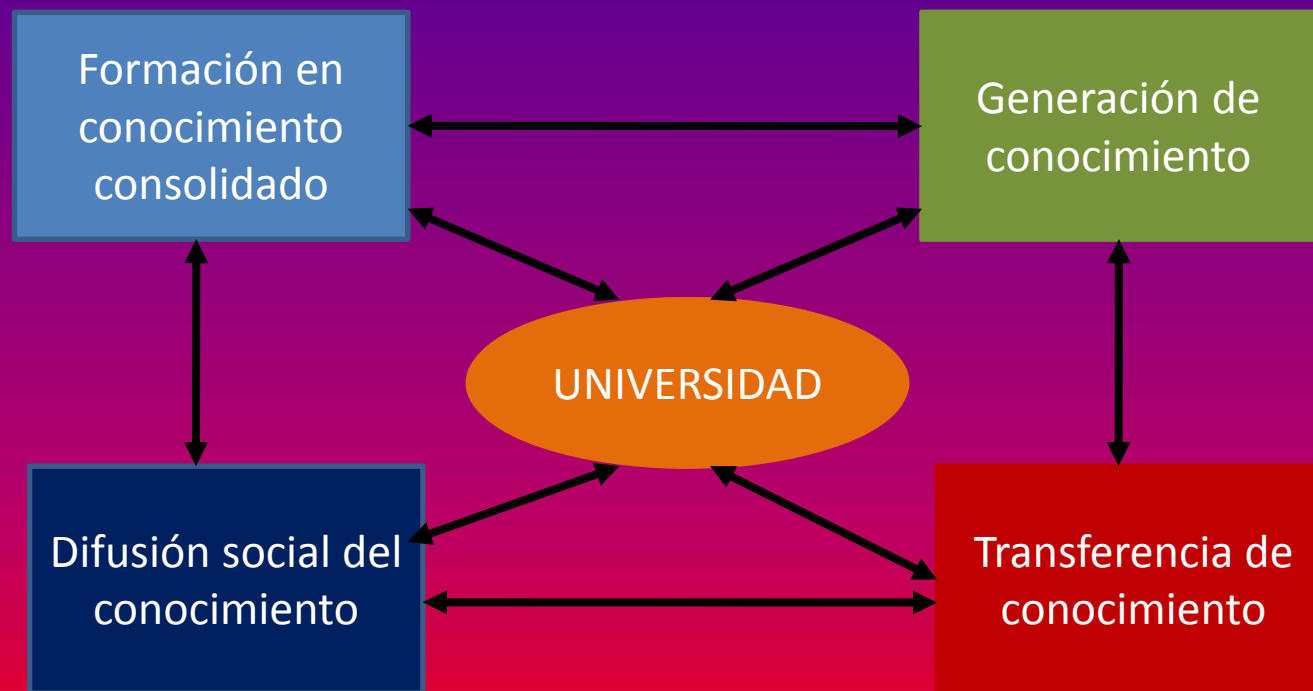 Formación en
conocimiento
consolidado
Generación de
conocimiento
UNIVERSIDAD
Difusión social del
conocimiento
Transferencia de
conocimiento